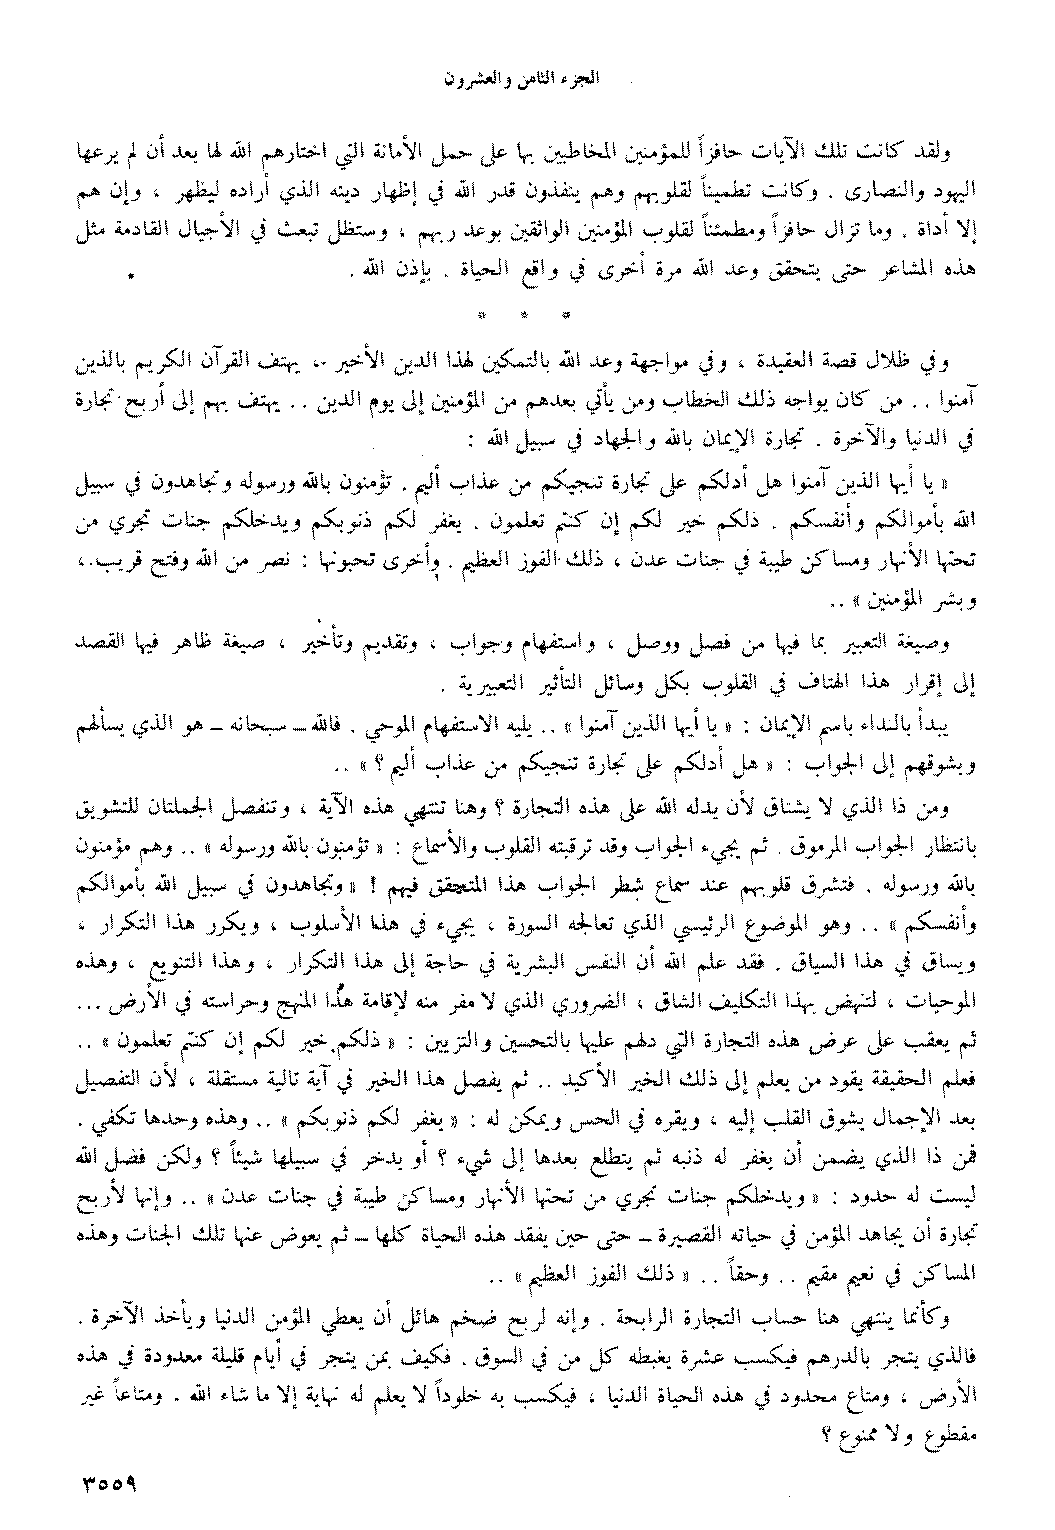 الجزء الثامن والعشرون
ولقد كانت تلك الآيات حافزاً للمؤمنين المخاطبين بها على حمل الأمانة التي اختارهم الله لها بعد أن لم يرعها
اليهود والنصارى . وكانت تطميناً لقلوبهم وهم ينفذون قدر الله في إظهار دينه الذي أراده ليظهر ، وإن هم
إلا أداة . وما تزال حافزاً ومطمئناً لقلوب المؤمنين الواثقين بوعد ربهم ، وستظل تبعث في الأجيال القادمة مثل
هذه المشاعر حتى يتحقق وعد الله مرة أخرى في واقع الحياة . بإذن الله .
* * *
وفي ظلال قصة العقيدة ، وفي مواجهة وعد الله بالتمكين لهذا الدين الأخير ، يهتف القرآن الكريم بالذين
آمنوا .. من كان يواجه ذلك الخطاب ومن يأتي بعدهم من المؤمنين إلى يوم الدين .. يهتف بهم إلى أربح تجارة
في الدنيا والآخرة . تجارة الإيمان بالله والجهاد في سبيل الله :
« يا أيها الذين آمنوا هل أدلكم على تجارة تنجيكم من عذاب أليم . تؤمنون بالله ورسوله وتجاهدون في سبيل
الله بأموالكم وأنفسكم . ذلكم خير لكم إن كنتم تعلمون . يغفر لكم ذنوبكم ويدخلكم جنات تجري من
تحتها الأنهار ومساكن طيبة في جنات عدن ، ذلك الفوز العظيم . وأخرى تحبونها : نصر من الله وفتح قريب ،
وبشر المؤمنين » ..
وصيغة التعبير بما فيها من فصل ووصل ، واستفهام وجواب ، وتقديم وتأخير ، صيغة ظاهر فيها القصد
إلى إقرار هذا الهتاف في القلوب بكل وسائل التأثير التعبيرية .
يبدأ بالنداء باسم الإيمان : « يا أيها الذين آمنوا » .. يليه الاستفهام الموحي . فالله – سبحانه – هو الذي يسألهم
ويشوقهم إلى الجواب : « هل أدلكم على تجارة تنجيكم من عذاب أليم ؟ » ..
ومن ذا الذي لا يشتاق لأن يدله الله على هذه التجارة ؟ وهنا تنتهي هذه الآية ، وتنفصل الجملتان للتشويق
بانتظار الجواب المرموق . ثم يجيء الجواب وقد ترقبته القلوب والأسماع : « تؤمنون بالله ورسوله » .. وهم مؤمنون
بالله ورسوله . فتشرق قلوبهم عند سماع شطر الجواب هذا المتحقق فيهم ! « وتجاهدون في سبيل الله بأموالكم
وأنفسكم » .. وهو الموضوع الرئيسي الذي تعالجه السورة ، يجيء في هذا الأسلوب ، ويكرر هذا التكرار ،
ويساق في هذا السياق . فقد علم الله أن النفس البشرية في حاجة إلى هذا التكرار ، وهذا التنويع ، وهذه
الموحيات ، لتنهض بهذا التكليف الشاق ، الضروري الذي لا مفر منه لإقامة هذا المنهج وحراسته في الأرض ...
ثم يعقب على عرض هذه التجارة التي دلهم عليها بالتحسين والتزيين : « ذلكم خير لكم إن كنتم تعلمون » ..
فعلم الحقيقة يقود من يعلم إلى ذلك الخير الأكيد .. ثم يفصل هذا الخير في آية تالية مستقلة ، لأن التفصيل
بعد الإجمال يشوق القلب إليه ، ويقره في الحس ويمكن له : « يغفر لكم ذنوبكم » .. وهذه وحدها تكفي .
فمن ذا الذي يضمن أن يغفر له ذنبه ثم يتطلع بعدها إلى شيء ؟ أو يدخر في سبيلها شيئاً ؟ ولكن فضل الله
ليست له حدود : « ويدخلكم جنات تجري من تحتها الأنهار ومساكن طيبة في جنات عدن » .. وإنها لأربح
تجارة أن يجاهد المؤمن في حياته القصيرة – حتى حين يفقد هذه الحياة كلها – ثم يعوض عنها تلك الجنات وهذه
المساكن في نعيم مقيم .. وحقاً .. « ذلك الفوز العظيم » ..
وكأنما ينتهي هنا حساب التجارة الرابحة . وإنه لربح ضخم هائل أن يعطي المؤمن الدنيا ويأخذ الآخرة .
فالذي يتجر بالدرهم فيكسب عشرة يغبطه كل من في السوق . فكيف بمن يتجر في أيام قليلة معدودة في هذه
الأرض ، ومتاع محدود في هذه الحياة الدنيا ، فيكسب به خلوداً لا يعلم له نهاية إلا ما شاء الله . ومتاعاً غير
مقطوع ولا ممنوع ؟
٣٥٥٩